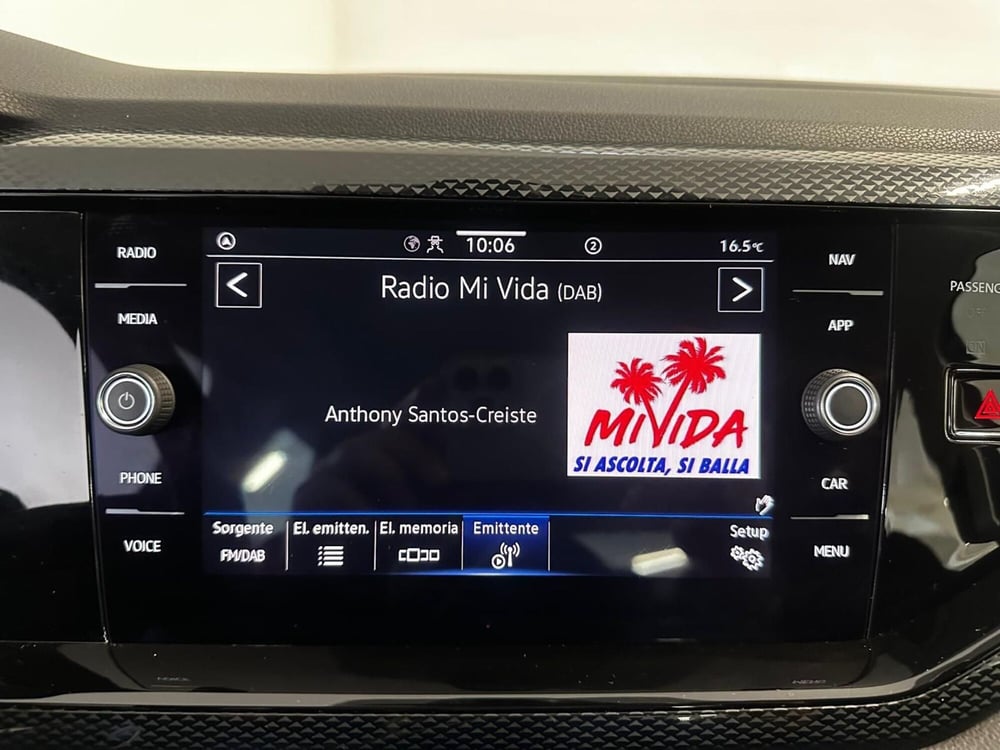 RADIO
MEDIA
PHONE
VOICE
10:06
2
16.5°C
Radio Mi Vida (DAB)
Anthony Santos-Creiste
MIVIDA
SI ASCOLTA, SI BALLA
Sorgente
FM/DAB
El. emitten.
El. memoria
Emittente
Setup
NAV
APP
CAR
MENU
PASSENG